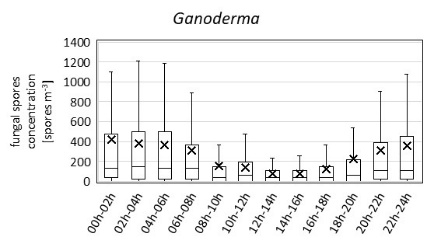 Ganoderma
fungal spores
concentration
[spores m-3]
1400
1200
1000
800
600
400
200
0
00h-02h
02h-04h
04h-06h
06h-08h
08h-10h
10h-12h
12h-14h
14h-16h
16h-18h
18h-20h
20h-22h
22h-24h